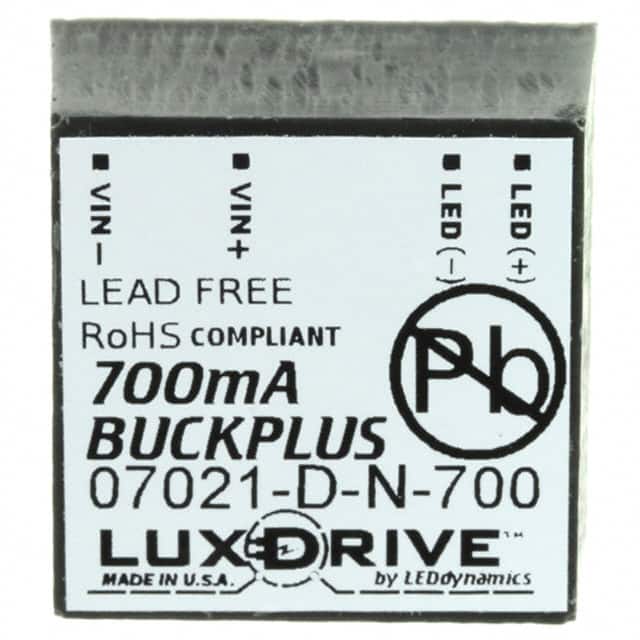 VIN- VIN+ LED(-) LED(+)
LEAD FREE
RoHS COMPLIANT
Pb
700mA
BUCKPLUS
07021-D-N-700
LUXDRIVE™
MADE IN U.S.A. by LEDdynamics